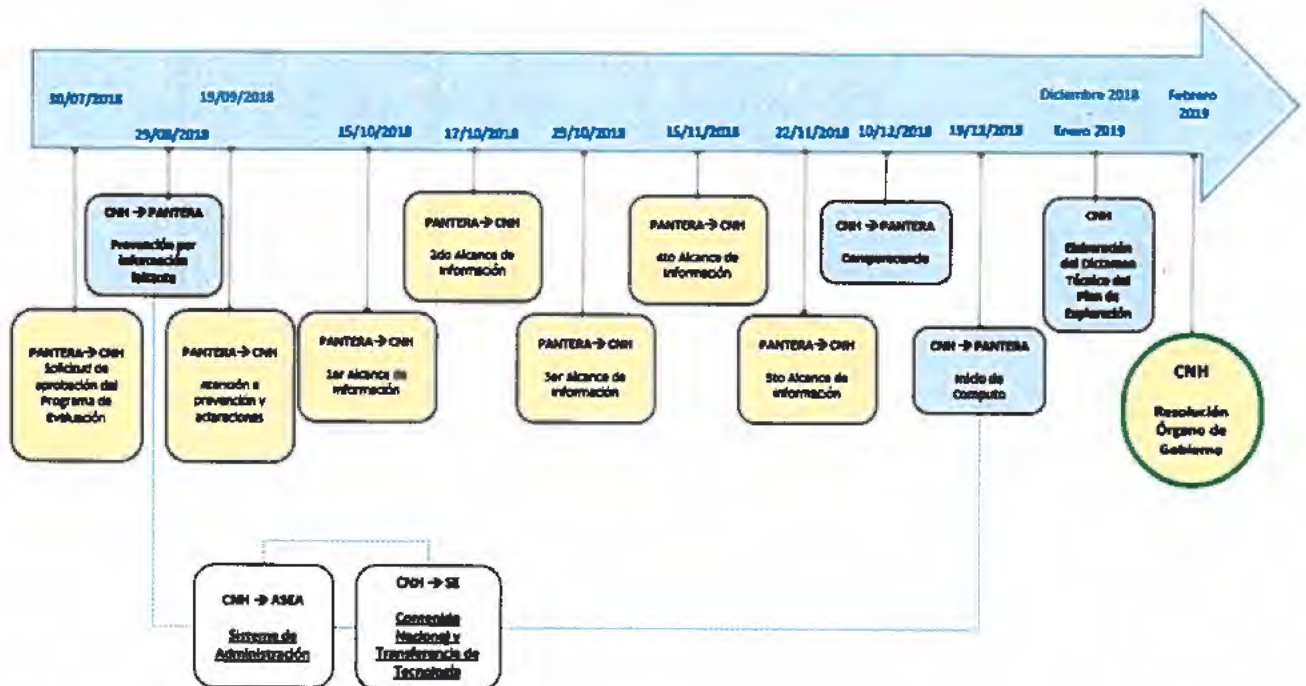 30/07/2018
29/08/2018
19/09/2018
15/10/2018
17/10/2018
29/10/2018
15/11/2018
22/11/2018
10/12/2018
19/12/2018
Diciembre 2018
Enero 2019
Febrero
2019
PANTERA→CNH
Solicitud de
aprobación del
Programa de
Evaluación
CNH→PANTERA
Prevención por
información
faltante
PANTERA→CNH
Atención a
prevención y
aclaraciones
PANTERA→CNH
1er Alcance de
información
PANTERA→CNH
2do Alcance de
Información
PANTERA→CNH
3er Alcance de
información
PANTERA→CNH
4to Alcance de
Información
PANTERA→CNH
5to Alcance de
información
CNH→PANTERA
Comparecencia
CNH→PANTERA
Inicio de
Computo
CNH
Elaboración
del Dictamen
Técnico del
Plan de
Exploración
CNH
Resolución
Órgano de
Gobierno
CNH→ASEA
Sistema de
Administración
CNH→SE
Contenido
Nacional y
Transferencia de
Tecnología